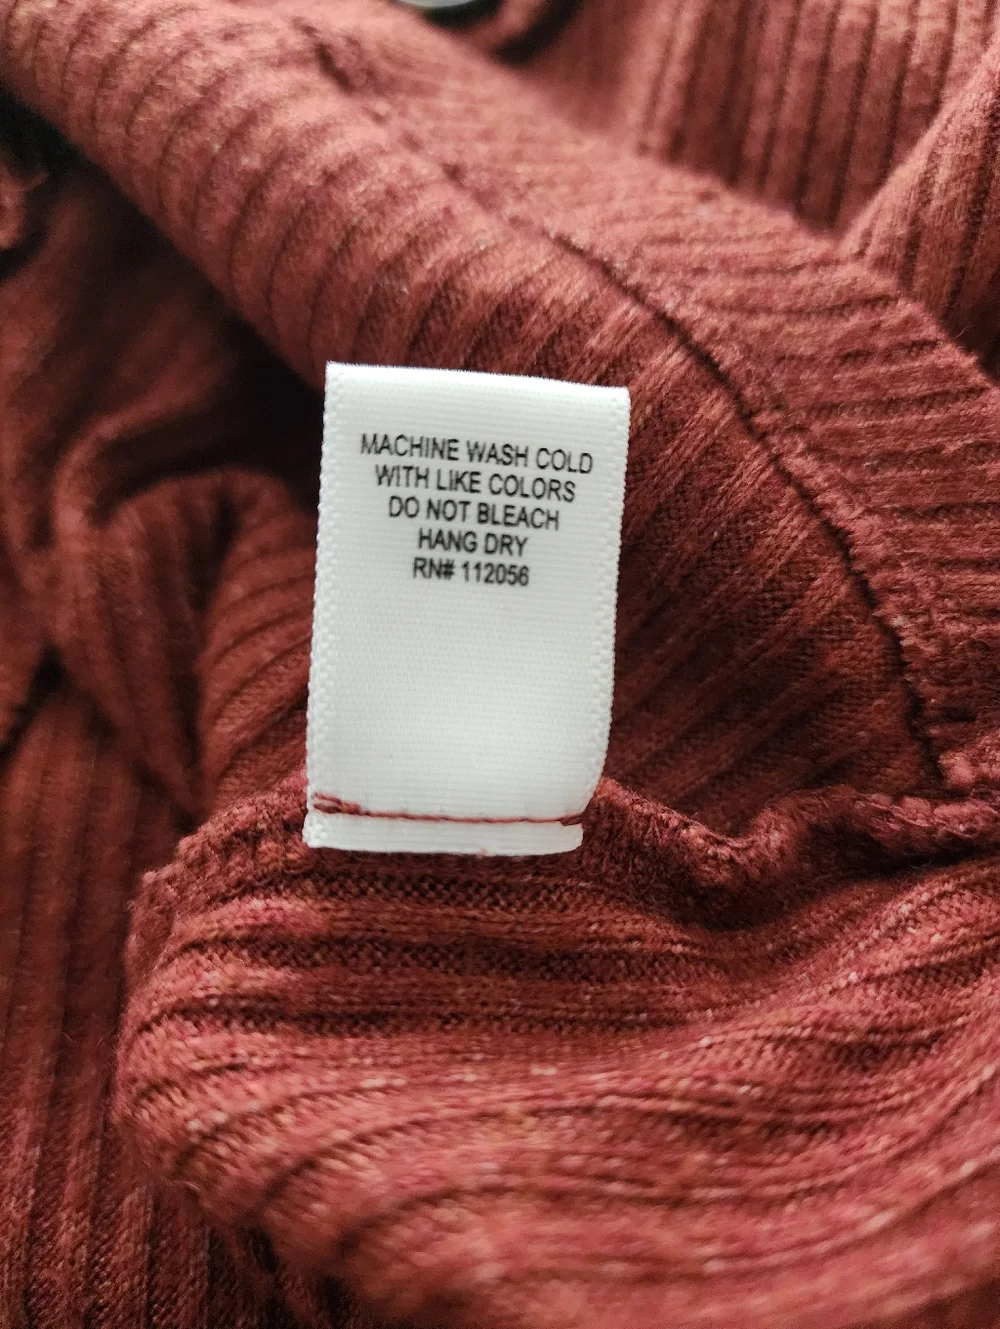 MACHINE WASH COLD
WITH LIKE COLORS
DO NOT BLEACH
HANG DRY
RN# 112056